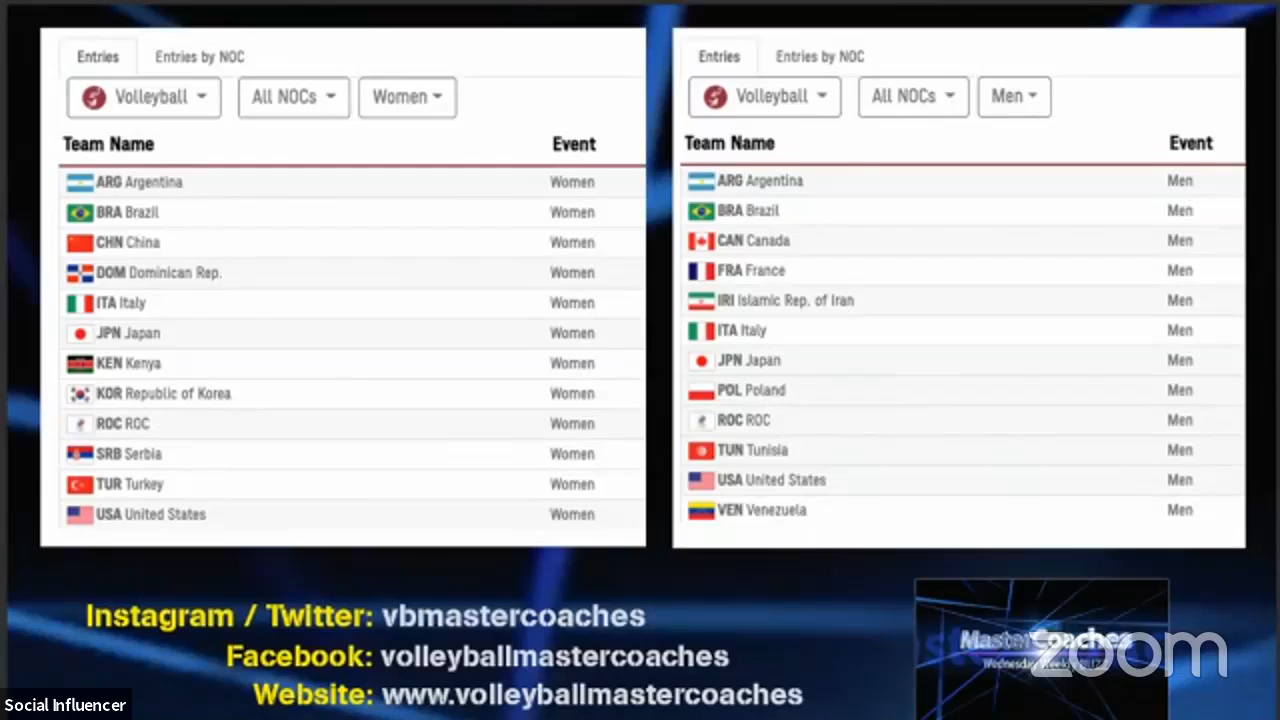 Entries Entries by NOC
Volleyball All NOCs Women
Team Name Event
ARG Argentina Women
BRA Brazil Women
CHN China Women
DOM Dominican Rep. Women
ITA Italy Women
JPN Japan Women
KEN Kenya Women
KOR Republic of Korea Women
ROC ROC Women
SRB Serbia Women
TUR Turkey Women
USA United States Women
Entries Entries by NOC
Volleyball All NOCs Men
Team Name Event
ARG Argentina Men
BRA Brazil Men
CAN Canada Men
FRA France Men
IRI Islamic Rep. of Iran Men
ITA Italy Men
JPN Japan Men
POL Poland Men
ROC ROC Men
TUN Tunisia Men
USA United States Men
VEN Venezuela Men
Instagram / Twitter: vbmastercoaches
Facebook: volleyballmastercoaches
Website: www.volleyballmastercoaches
MasterCoaches
zoom
Social Influencer